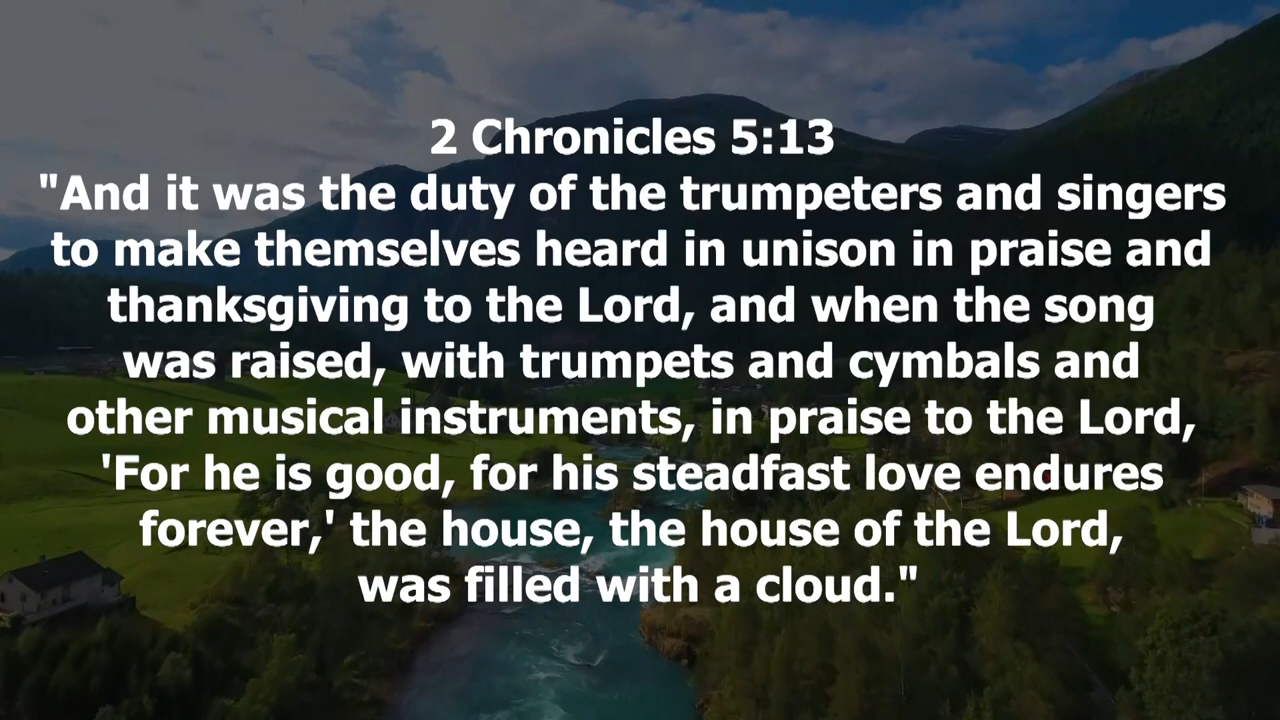 2 Chronicles 5:13
"And it was the duty of the trumpeters and singers
to make themselves heard in unison in praise and
thanksgiving to the Lord, and when the song
was raised, with trumpets and cymbals and
other musical instruments, in praise to the Lord,
'For he is good, for his steadfast love endures
forever,' the house, the house of the Lord,
was filled with a cloud."